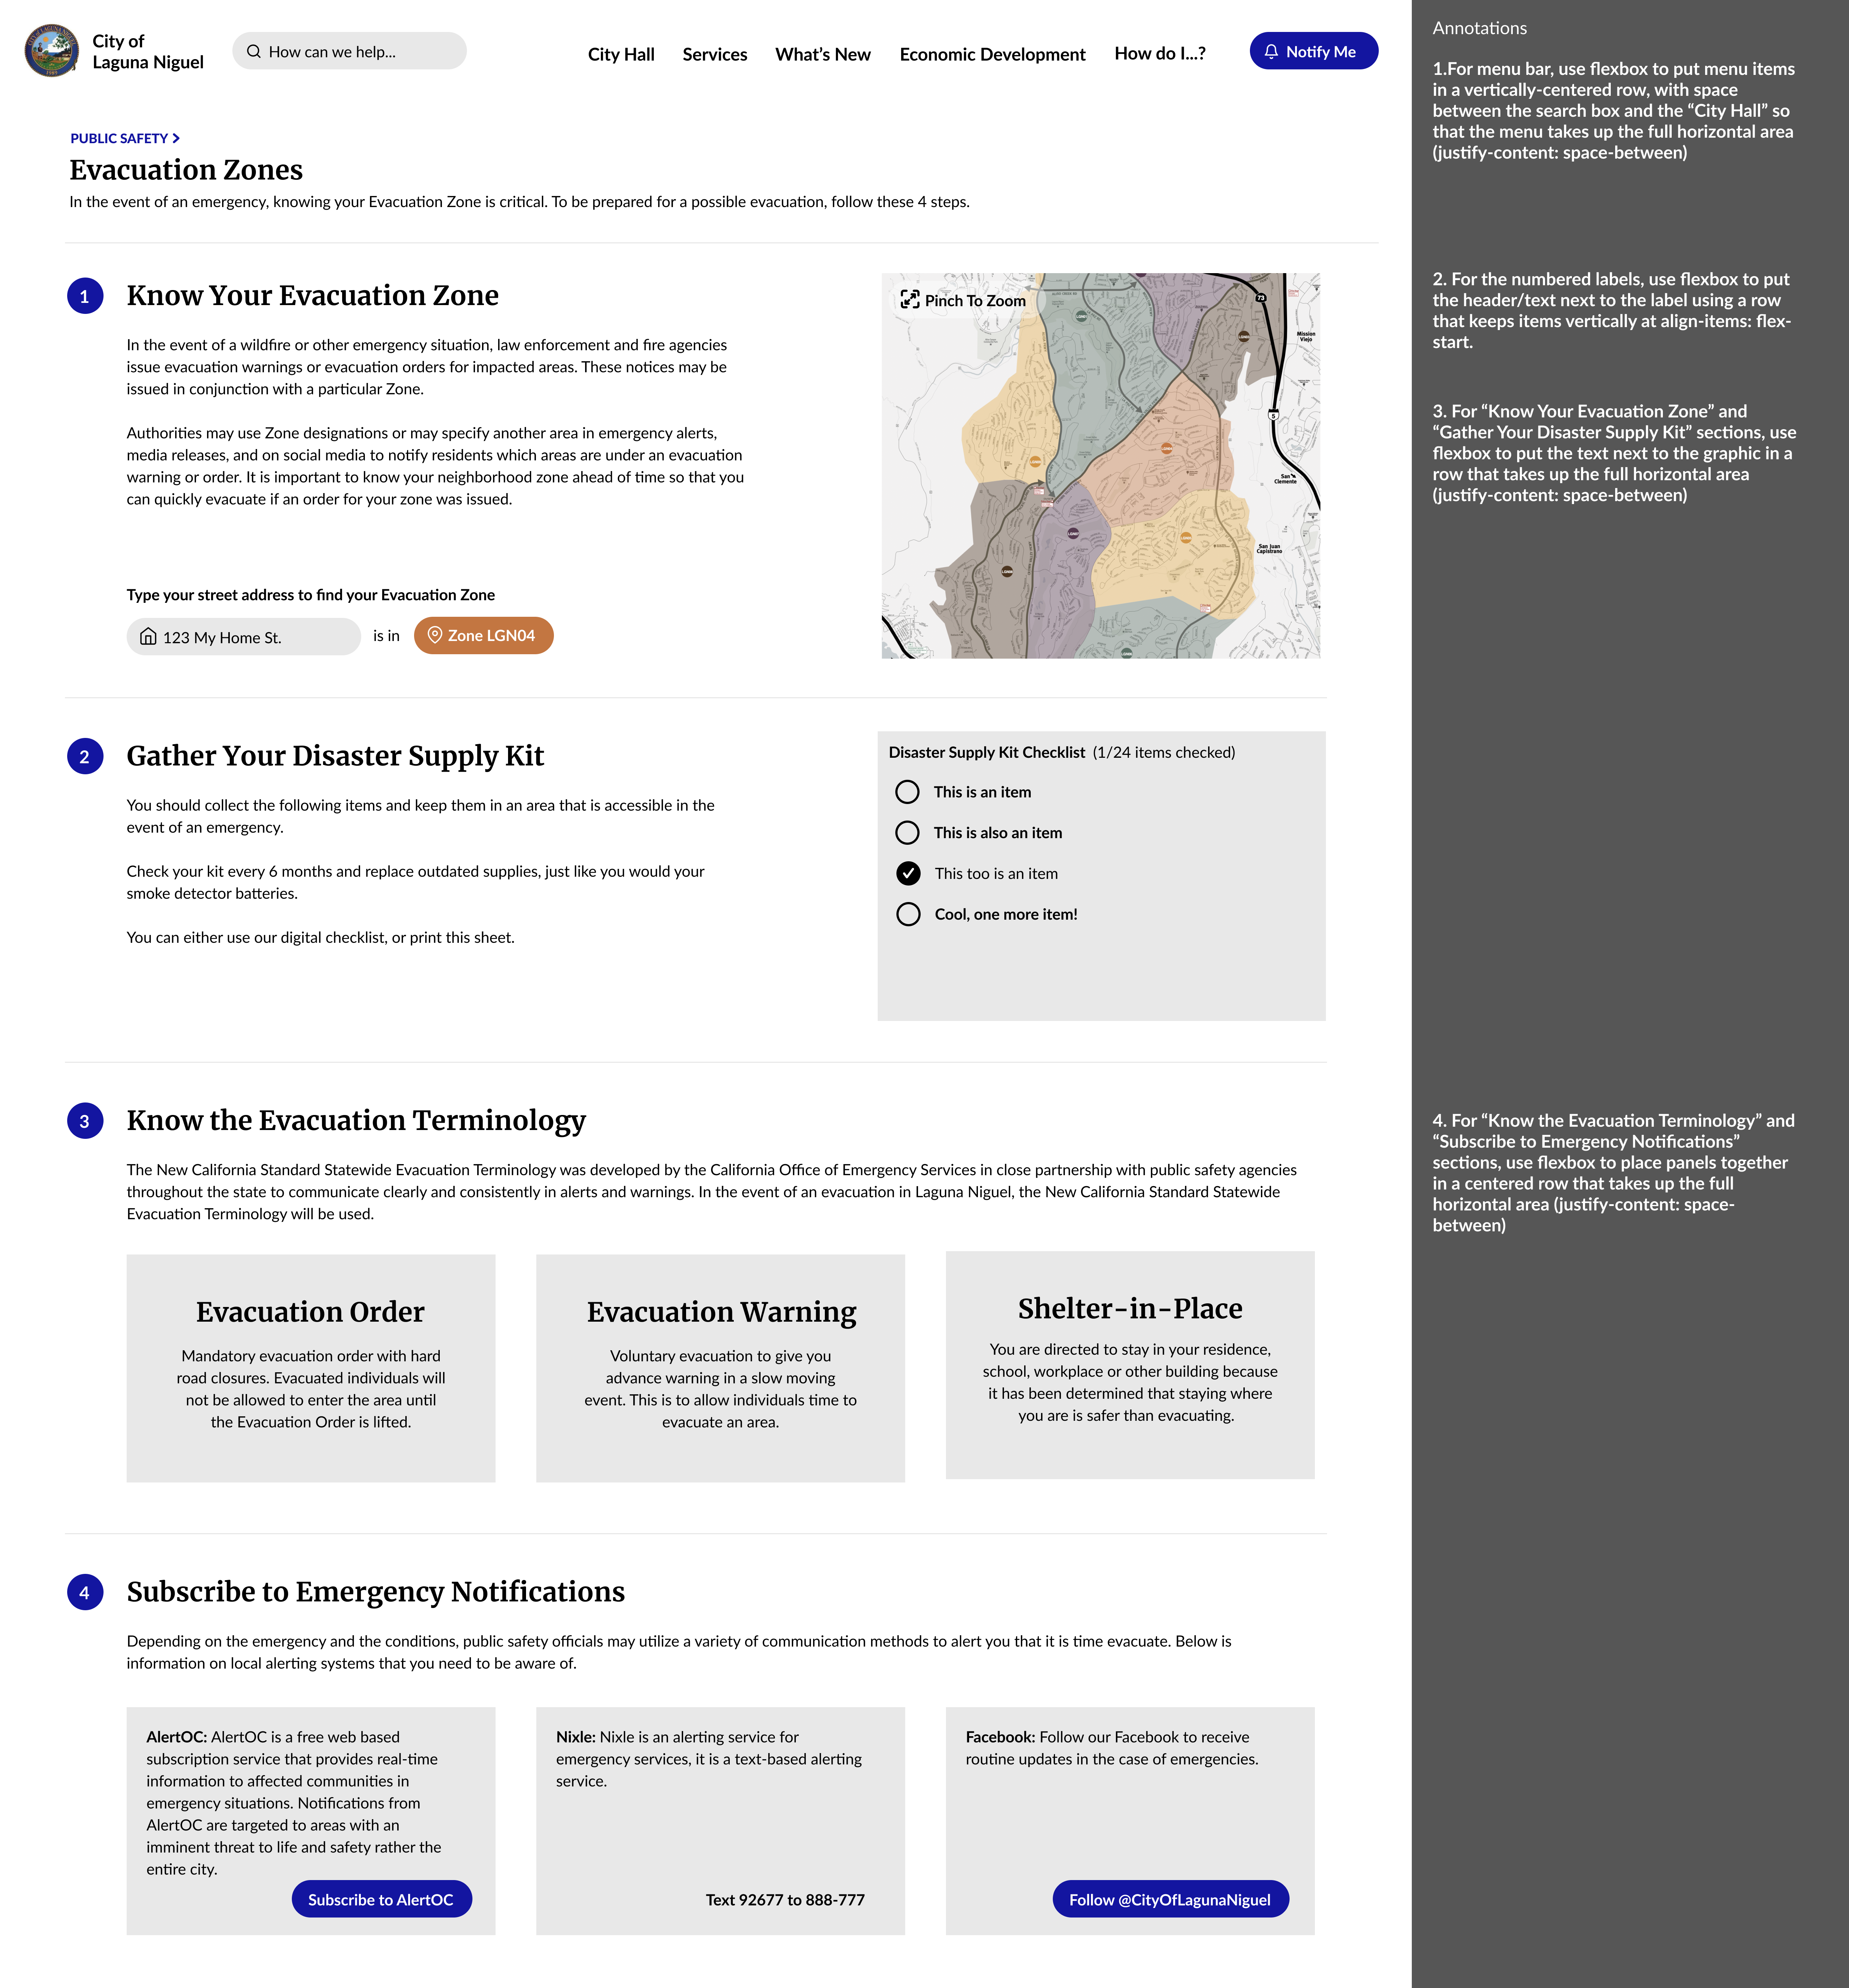 City of
Laguna Niguel
How can we help...
City Hall
Services
What's New
Economic Development
How do I...?
Notify Me
PUBLIC SAFETY >
Evacuation Zones
In the event of an emergency, knowing your Evacuation Zone is critical. To be prepared for a possible evacuation, follow these 4 steps.
1
Know Your Evacuation Zone
In the event of a wildfire or other emergency situation, law enforcement and fire agencies
issue evacuation warnings or evacuation orders for impacted areas. These notices may be
issued in conjunction with a particular Zone.
Authorities may use Zone designations or may specify another area in emergency alerts,
media releases, and on social media to notify residents which areas are under an evacuation
warning or order. It is important to know your neighborhood zone ahead of time so that you
can quickly evacuate if an order for your zone was issued.
Type your street address to find your Evacuation Zone
123 My Home St.
is in
Zone LGN04
Pinch To Zoom
73
Mission
Viejo
5
San
Clemente
San Juan
Capistrano
2
Gather Your Disaster Supply Kit
You should collect the following items and keep them in an area that is accessible in the
event of an emergency.
Check your kit every 6 months and replace outdated supplies, just like you would your
smoke detector batteries.
You can either use our digital checklist, or print this sheet.
Disaster Supply Kit Checklist (1/24 items checked)
This is an item
This is also an item
This too is an item
Cool, one more item!
3
Know the Evacuation Terminology
The New California Standard Statewide Evacuation Terminology was developed by the California Office of Emergency Services in close partnership with public safety agencies
throughout the state to communicate clearly and consistently in alerts and warnings. In the event of an evacuation in Laguna Niguel, the New California Standard Statewide
Evacuation Terminology will be used.
Evacuation Order
Mandatory evacuation order with hard
road closures. Evacuated individuals will
not be allowed to enter the area until
the Evacuation Order is lifted.
Evacuation Warning
Voluntary evacuation to give you
advance warning in a slow moving
event. This is to allow individuals time to
evacuate an area.
Shelter-in-Place
You are directed to stay in your residence,
school, workplace or other building because
it has been determined that staying where
you are is safer than evacuating.
4
Subscribe to Emergency Notifications
Depending on the emergency and the conditions, public safety officials may utilize a variety of communication methods to alert you that it is time evacuate. Below is
information on local alerting systems that you need to be aware of.
AlertOC: AlertOC is a free web based
subscription service that provides real-time
information to affected communities in
emergency situations. Notifications from
AlertOC are targeted to areas with an
imminent threat to life and safety rather the
entire city.
Subscribe to AlertOC
Nixle: Nixle is an alerting service for
emergency services, it is a text-based alerting
service.
Text 92677 to 888-777
Facebook: Follow our Facebook to receive
routine updates in the case of emergencies.
Follow @CityOfLagunaNiguel
Annotations
1.For menu bar, use flexbox to put menu items
in a vertically-centered row, with space
between the search box and the “City Hall” so
that the menu takes up the full horizontal area
(justify-content: space-between)
2. For the numbered labels, use flexbox to put
the header/text next to the label using a row
that keeps items vertically at align-items: flex-
start.
3. For “Know Your Evacuation Zone” and
“Gather Your Disaster Supply Kit” sections, use
flexbox to put the text next to the graphic in a
row that takes up the full horizontal area
(justify-content: space-between)
4. For “Know the Evacuation Terminology” and
“Subscribe to Emergency Notifications”
sections, use flexbox to place panels together
in a centered row that takes up the full
horizontal area (justify-content: space-
between)